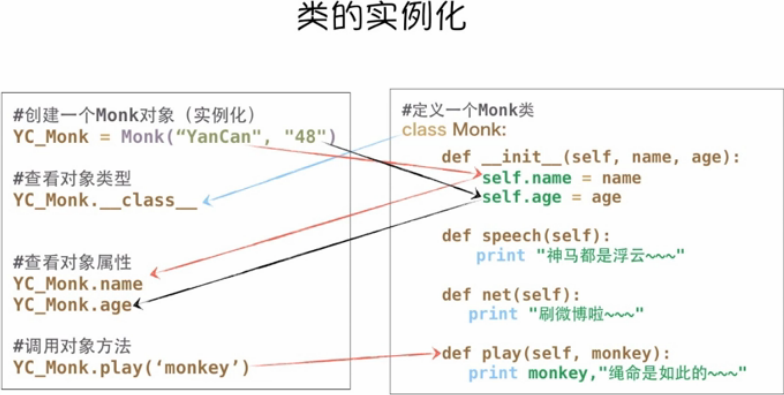 类的实例化
#创建一个Monk对象（实例化）
YC_Monk = Monk(“YanCan", "48")
#查看对象类型
YC_Monk.__class__
#查看对象属性
YC_Monk.name
YC_Monk.age
#调用对象方法
YC_Monk.play(‘monkey’)
#定义一个Monk类
class Monk:
def __init__(self, name, age):
self.name = name
self.age = age
def speech(self):
print "神马都是浮云~~~"
def net(self):
print "刷微博啦~~~"
def play(self, monkey):
print monkey,"绳命是如此的~~~"